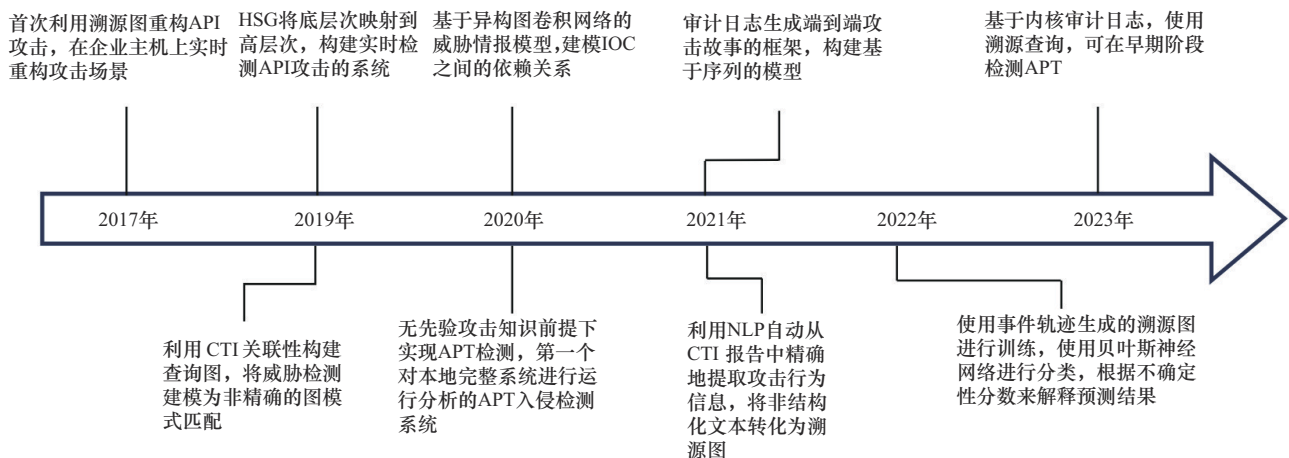 首次利用溯源图重构API
攻击，在企业主机上实时
重构攻击场景
HSG将底层次映射到
高层次，构建实时检
测API攻击的系统
基于异构图卷积网络的
威胁情报模型,建模IOC
之间的依赖关系
审计日志生成端到端攻
击故事的框架，构建基
于序列的模型
基于内核审计日志，使用
溯源查询，可在早期阶段
检测APT
2017年
2019年
2020年
2021年
2022年
2023年
利用 CTI 关联性构建
查询图，将威胁检测
建模为非精确的图模
式匹配
无先验攻击知识前提下
实现APT检测，第一个
对本地完整系统进行运
行分析的APT入侵检测
系统
利用NLP自动从
CTI 报告中精确
地提取攻击行为
信息，将非结构
化文本转化为溯
源图
使用事件轨迹生成的溯源图
进行训练，使用贝叶斯神经
网络进行分类，根据不确定
性分数来解释预测结果